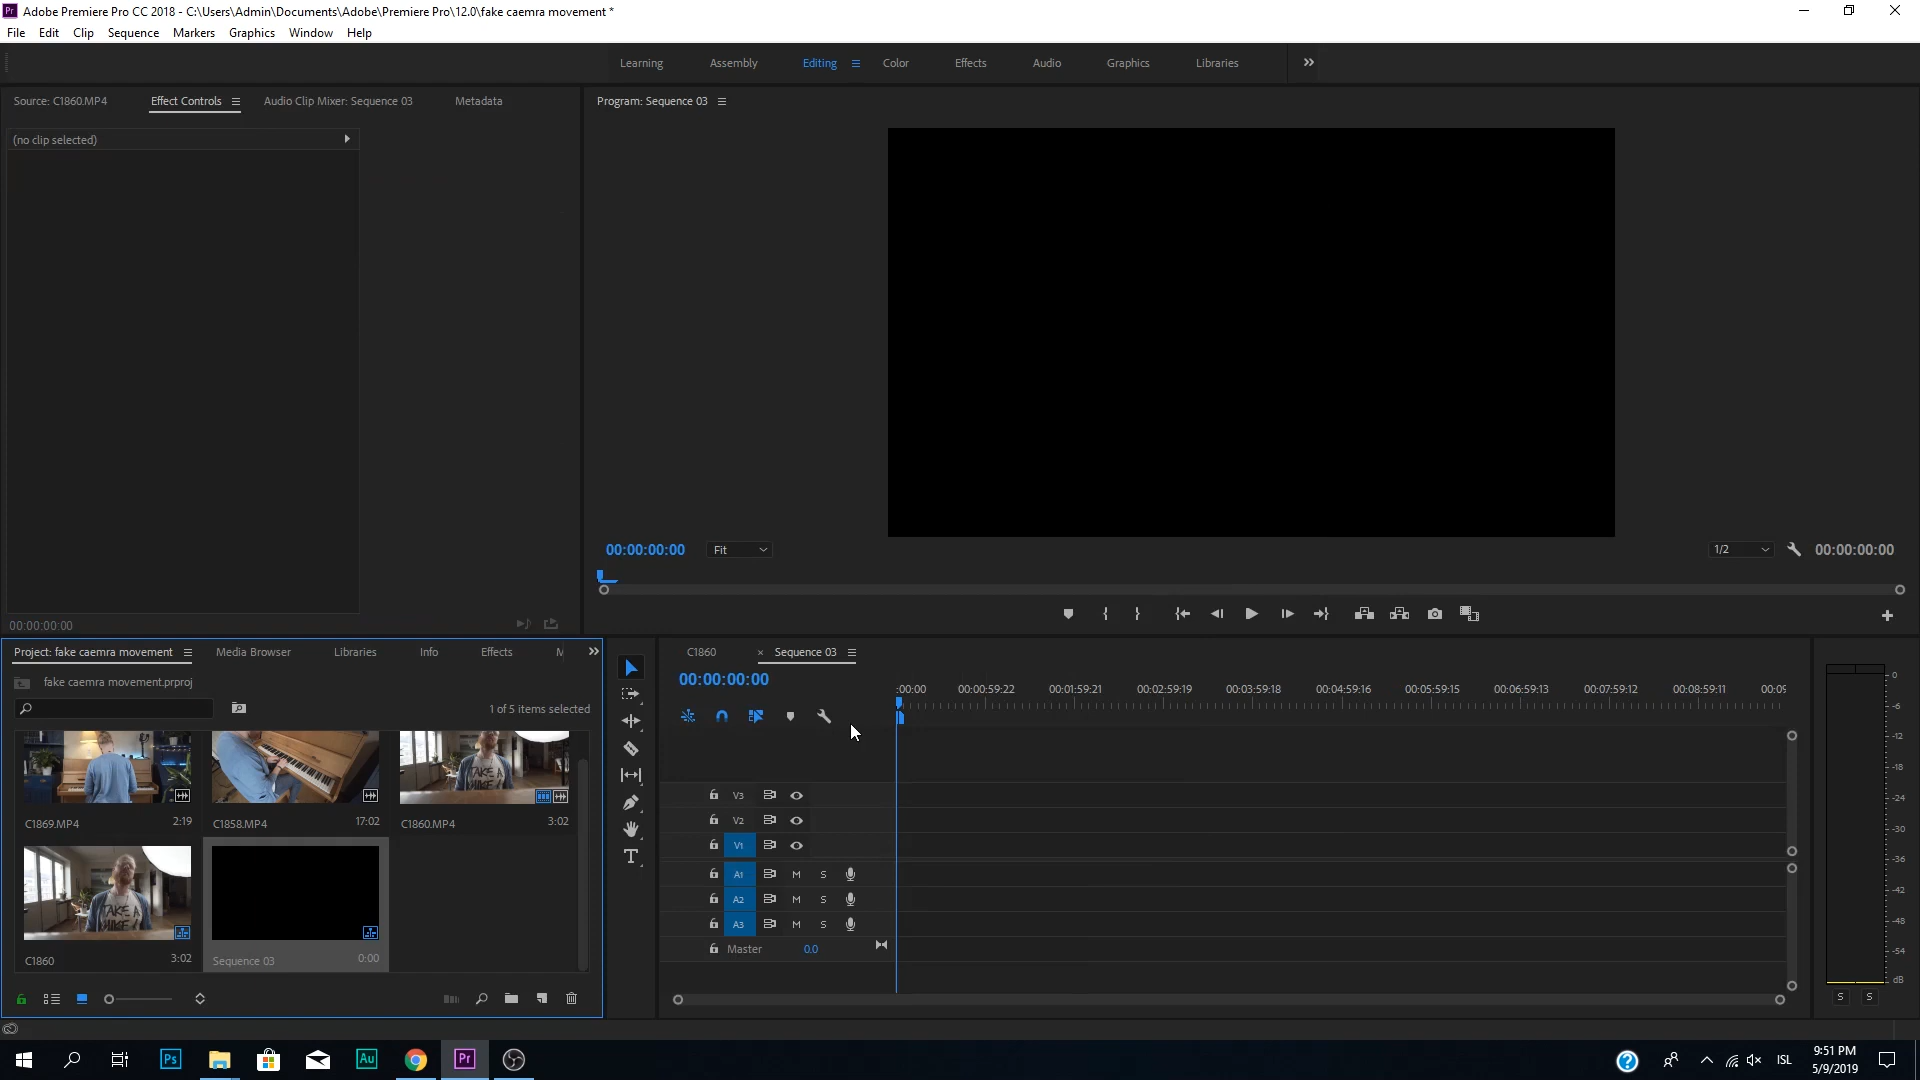 Pr Adobe Premiere Pro CC 2018 - C:\Users\Admin\Documents\Adobe\Premiere Pro\12.0\fake caemra movement *
File Edit Clip Sequence Markers Graphics Window Help
Learning Assembly Editing Color Effects Audio Graphics Libraries
Source: C1860.MP4 Effect Controls Audio Clip Mixer: Sequence 03 Metadata
Program: Sequence 03
(no clip selected)
00:00:00:00 Fit 1/2 00:00:00:00
00:00:00:00
Project: fake caemra movement Media Browser Libraries Info Effects M
fake caemra movement.prproj
1 of 5 items selected
TAKE A
C1869.MP4 2:19
C1858.MP4 17:02
C1860.MP4 3:02
TAKE A
C1860 3:02
Sequence 03 0:00
C1860 × Sequence 03
00:00:00:00
:00:00 00:00:59:22 00:01:59:21 00:02:59:19 00:03:59:18 00:04:59:16 00:05:59:15 00:06:59:13 00:07:59:12 00:08:59:11 00:09
V3
V2
V1
A1 M S
A2 M S
A3 M S
Master 0.0
0
-6
-12
-18
-24
-30
-36
-42
-48
-54
dB
S S
Ps Au Pr
ISL
9:51 PM
5/9/2019